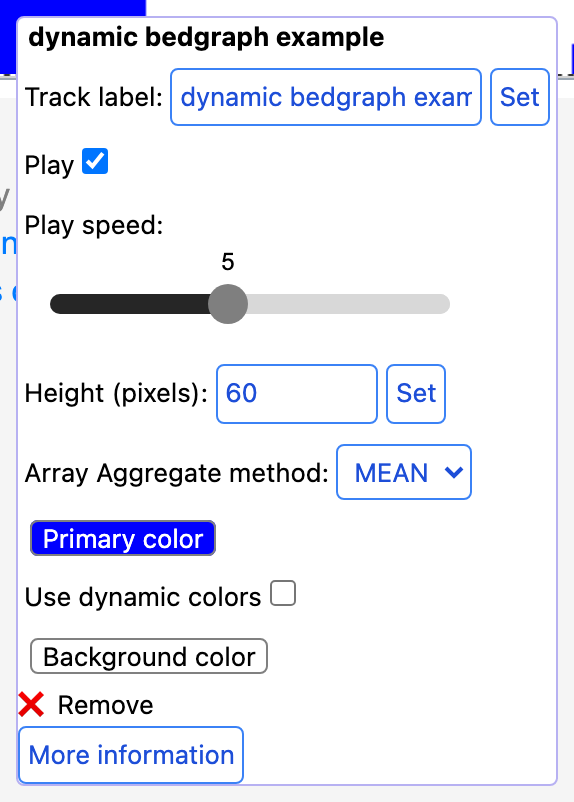 dynamic bedgraph example
Track label: dynamic bedgraph exam Set
Play
Play speed:
5
Height (pixels): 60 Set
Array Aggregate method: MEAN
Primary color
Use dynamic colors
Background color
Remove
More information